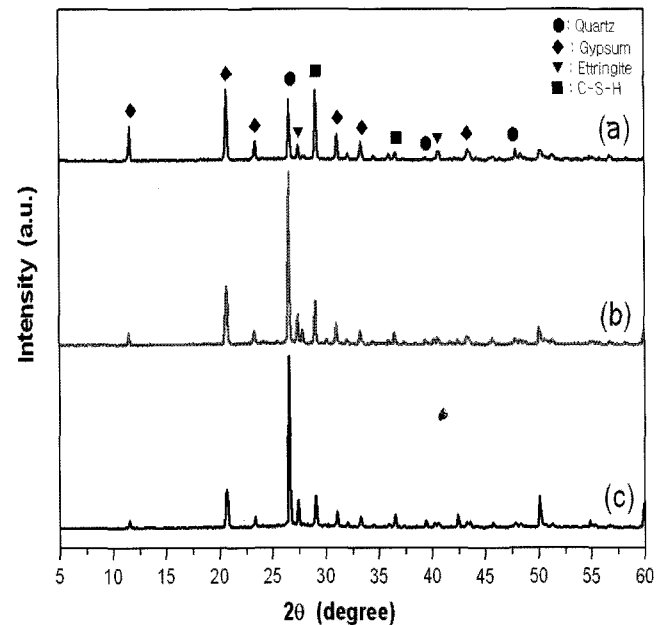 ●: Quartz
◆: Gypsum
▼: Ettringite
■: C-S-H
(a)
(b)
(c)
Intensity (a.u.)
5 10 15 20 25 30 35 40 45 50 55 60
2θ (degree)